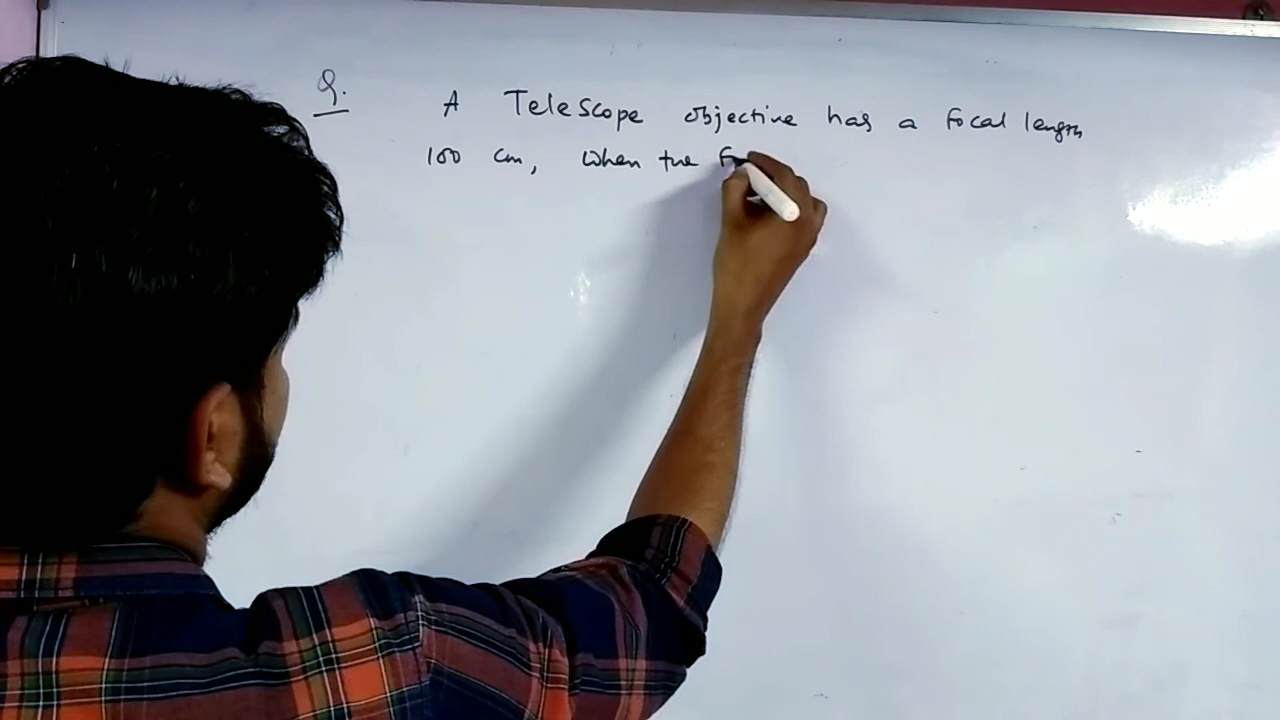 Q. A Telescope objective has a focal length
100 cm, when the F